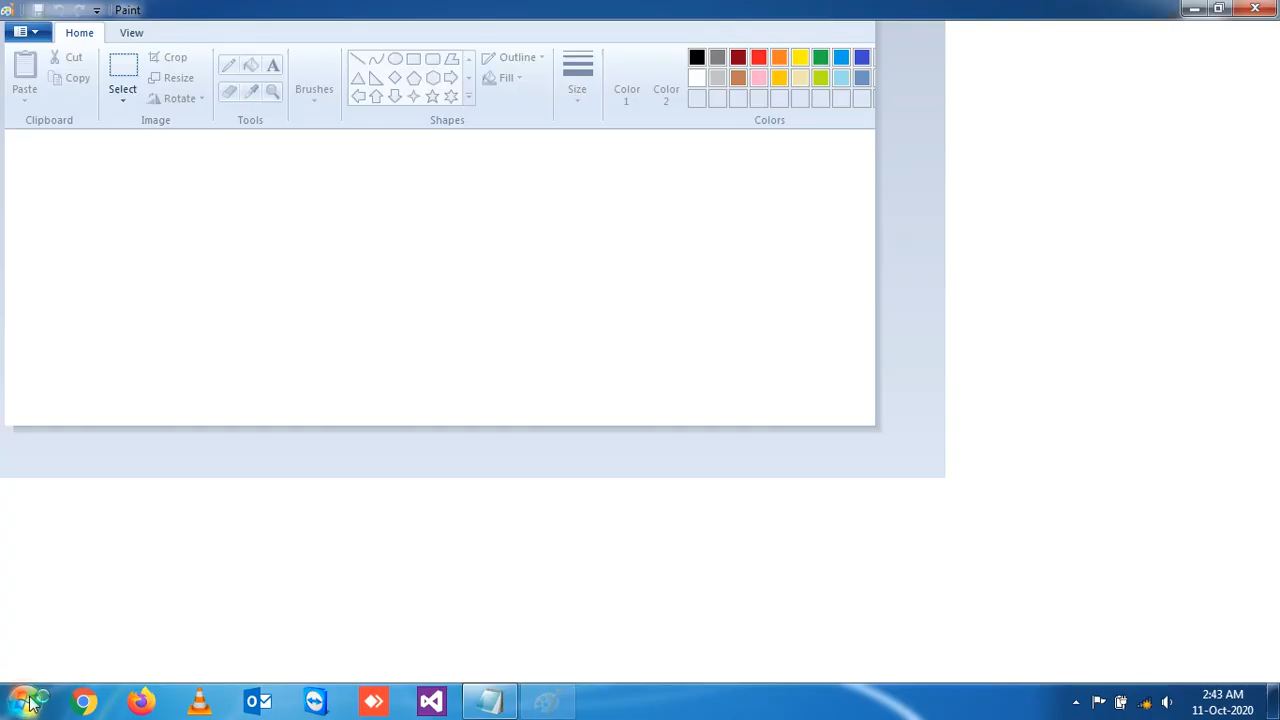 Paint
Home View
Paste Cut Copy Select Crop Resize Rotate A Brushes Outline Fill Size Color 1 Color 2
Clipboard Image Tools Shapes Colors
2:43 AM
11-Oct-2020